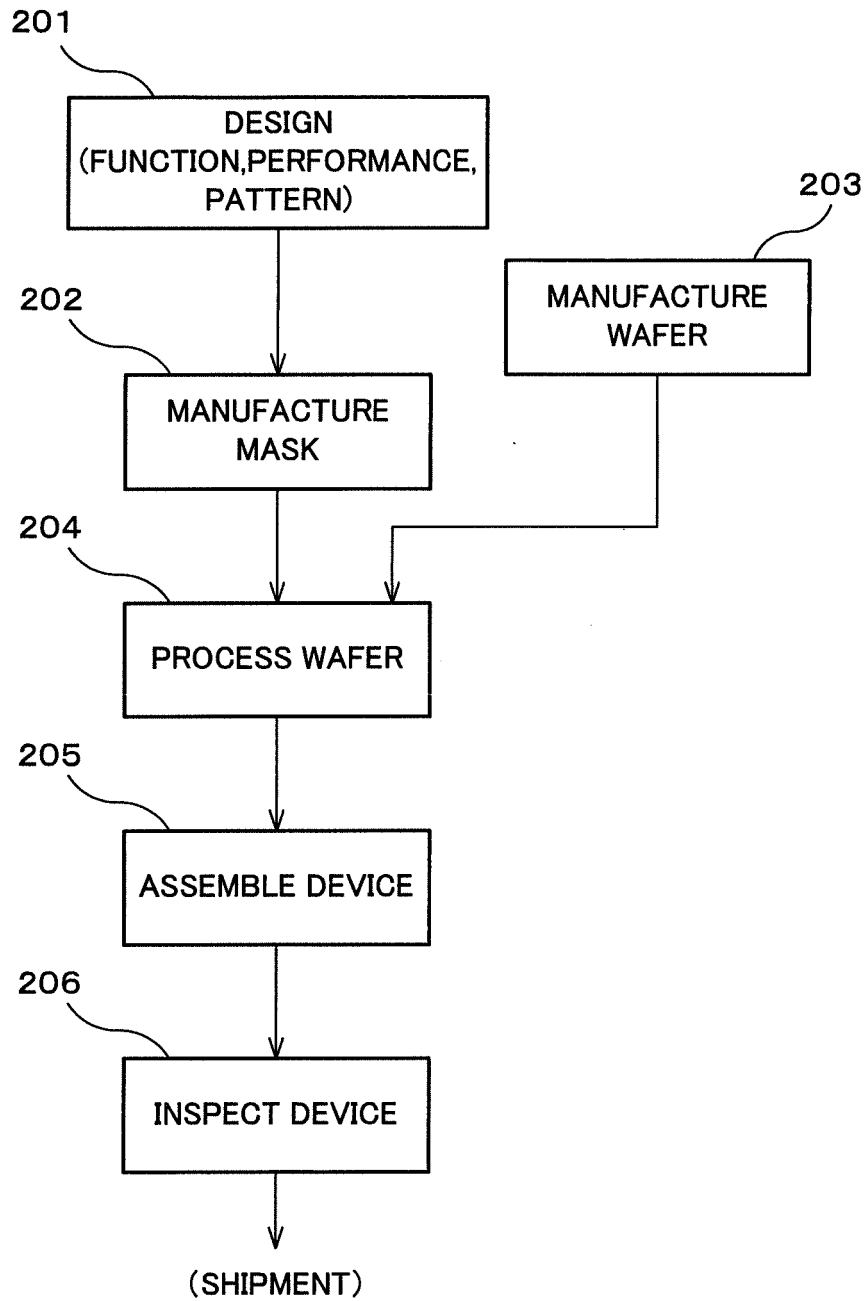 201
DESIGN
(FUNCTION,PERFORMANCE,
PATTERN)
203
MANUFACTURE
WAFER
202
MANUFACTURE
MASK
204
PROCESS WAFER
205
ASSEMBLE DEVICE
206
INSPECT DEVICE
(SHIPMENT)